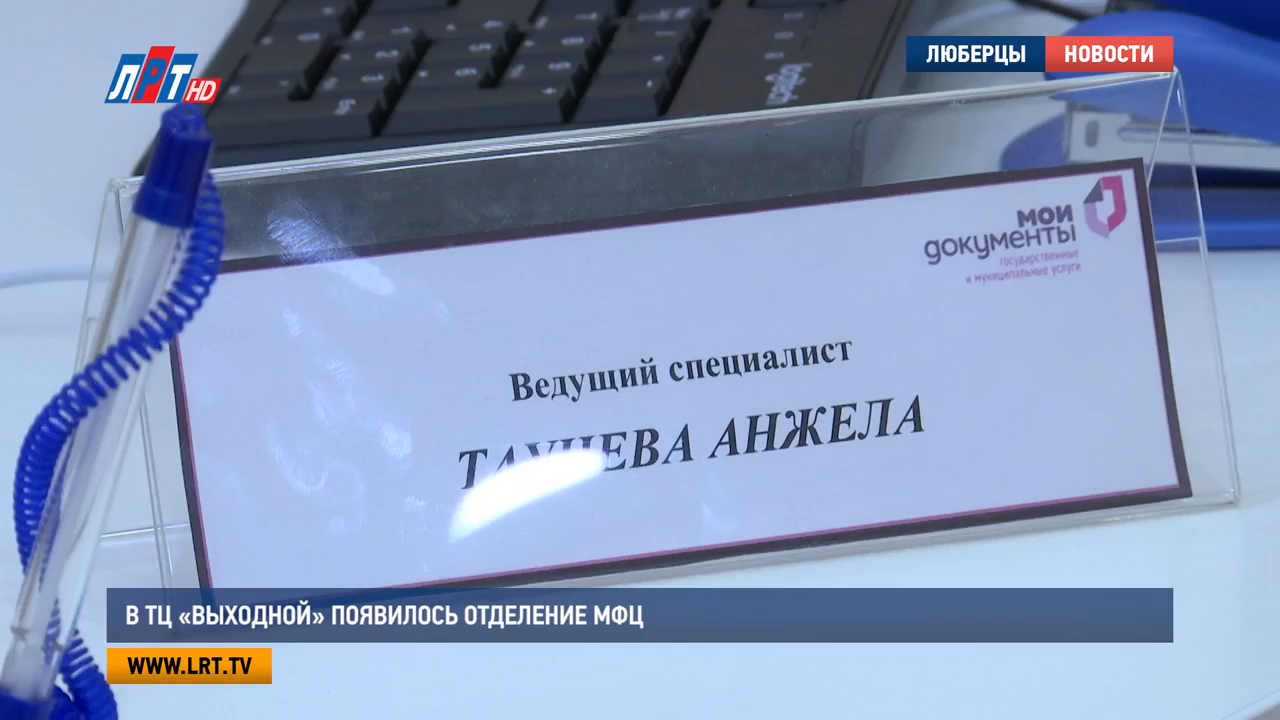 ЛРТ HD
ЛЮБЕРЦЫ НОВОСТИ
logitech
мои
документы
государственные
и муниципальные услуги
Ведущий специалист
АНЖЕЛА
В ТЦ «ВЫХОДНОЙ» ПОЯВИЛОСЬ ОТДЕЛЕНИЕ МФЦ
WWW.LRT.TV